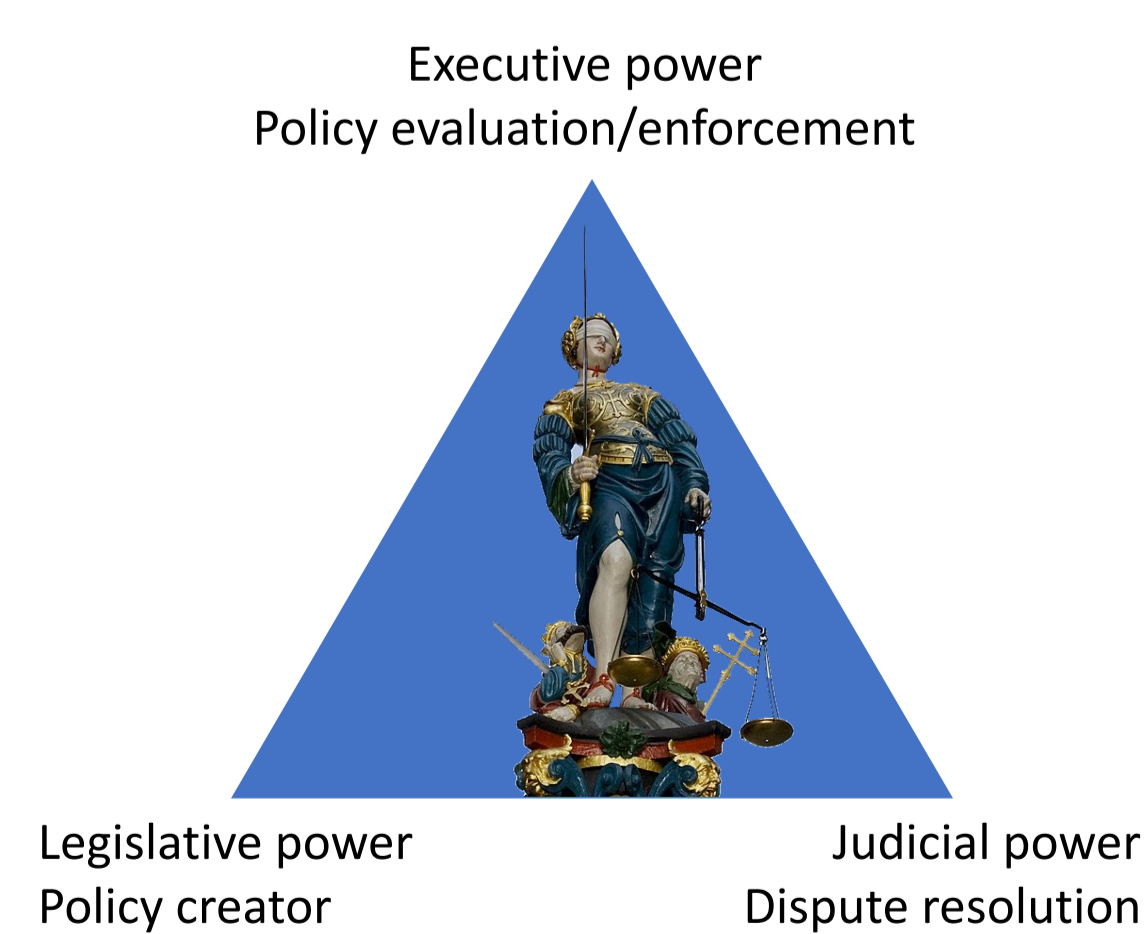 Executive power
Policy evaluation/enforcement
Legislative power
Policy creator
Judicial power
Dispute resolution